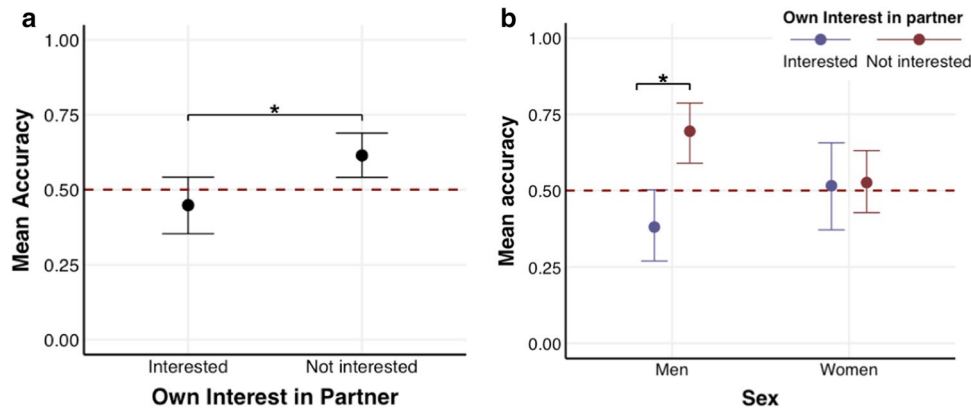 a
1.00
0.75
0.50
0.25
0.00
Mean Accuracy
*
Interested
Not interested
Own Interest in Partner
b
Own Interest in partner
Interested
Not interested
1.00
0.75
0.50
0.25
0.00
Mean accuracy
*
Men
Women
Sex